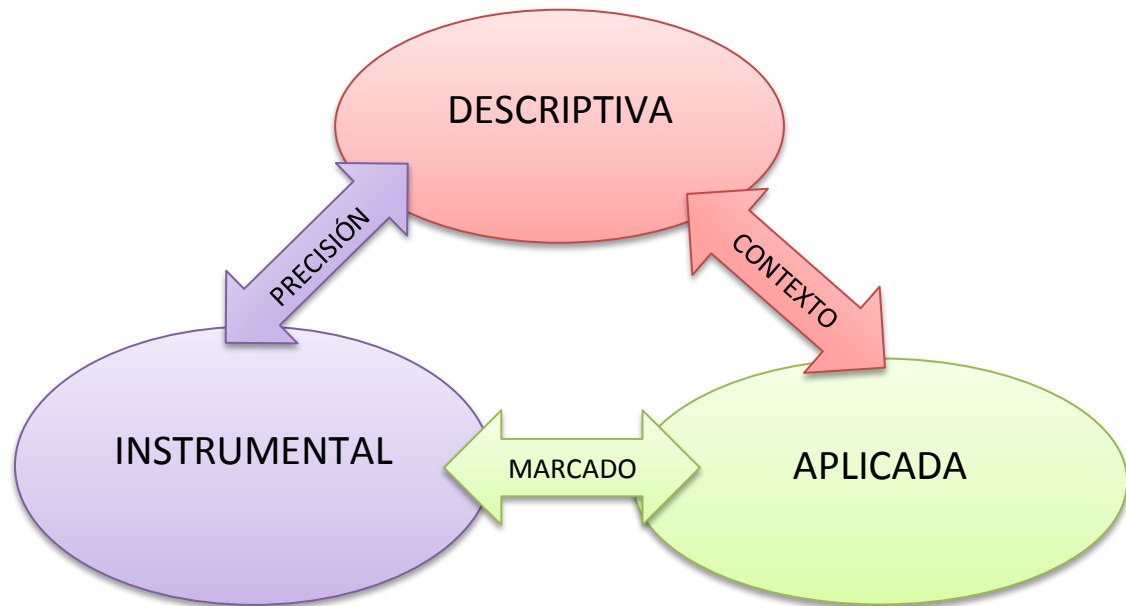 DESCRIPTIVA
PRECISIÓN
CONTEXTO
INSTRUMENTAL
MARCADO
APLICADA